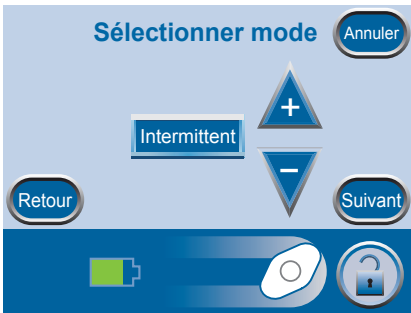 Sélectionner mode
Annuler
+
Intermittent
−
Retour
Suivant